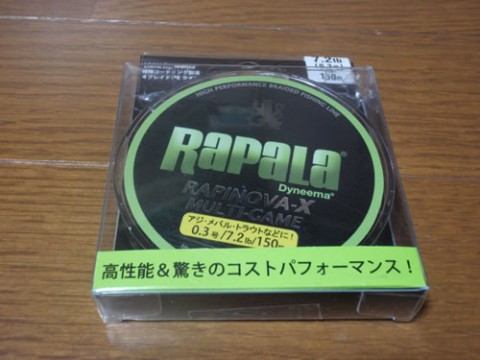 7.2lb
150m
HIGH PERFORMANCE BRAIDED FISHING LINE
RAPALA®
Dyneema®
RAPINOVA-X
MULTI-GAME
アジ・メバル・トラウトなどに!
0.3号/7.2lb/150m
高性能&驚きのコストパフォーマンス!